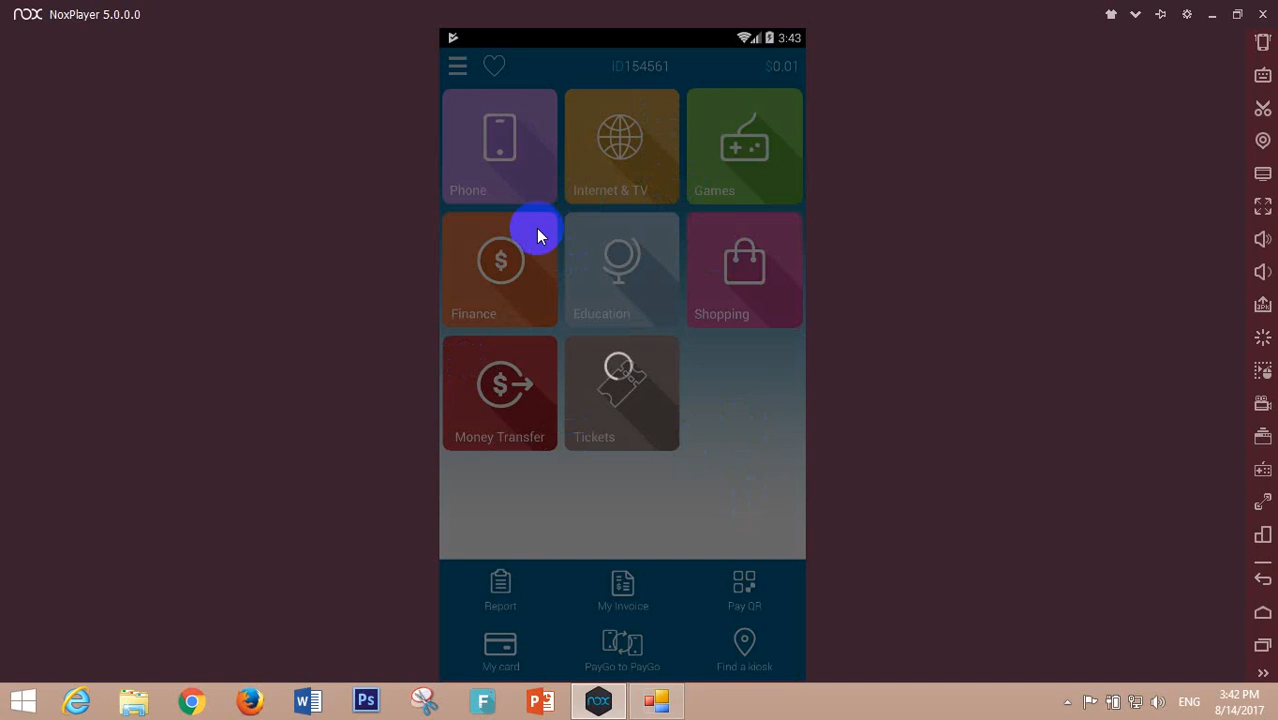 nox NoxPlayer 5.0.0.0
3:43
ID154561 $0.01
Phone Internet & TV Games
Finance Education Shopping
Money Transfer Tickets
Report My Invoice Pay QR
My card PayGo to PayGo Find a kiosk
ENG
3:42 PM
8/14/2017